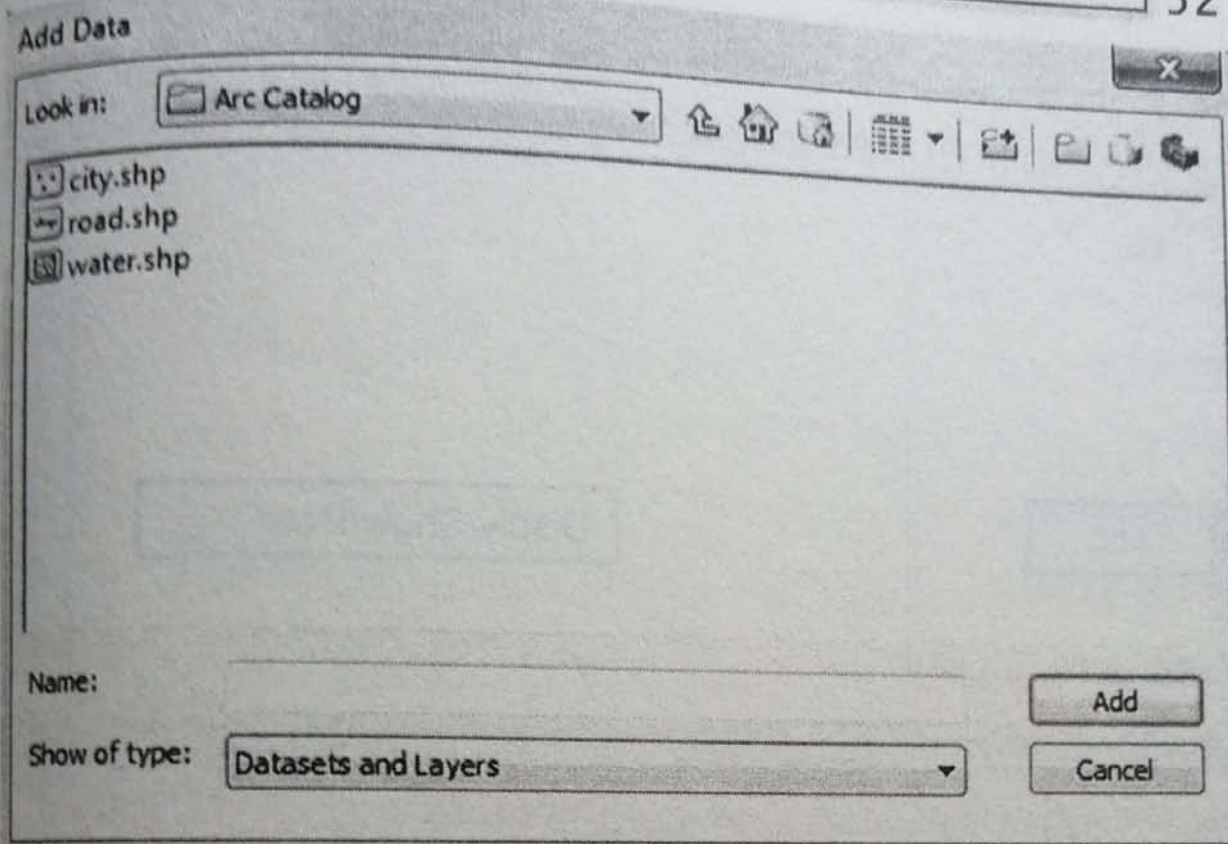 Add Data
Look in: Arc Catalog
city.shp
road.shp
water.shp
Name:
Add
Show of type: Datasets and Layers
Cancel